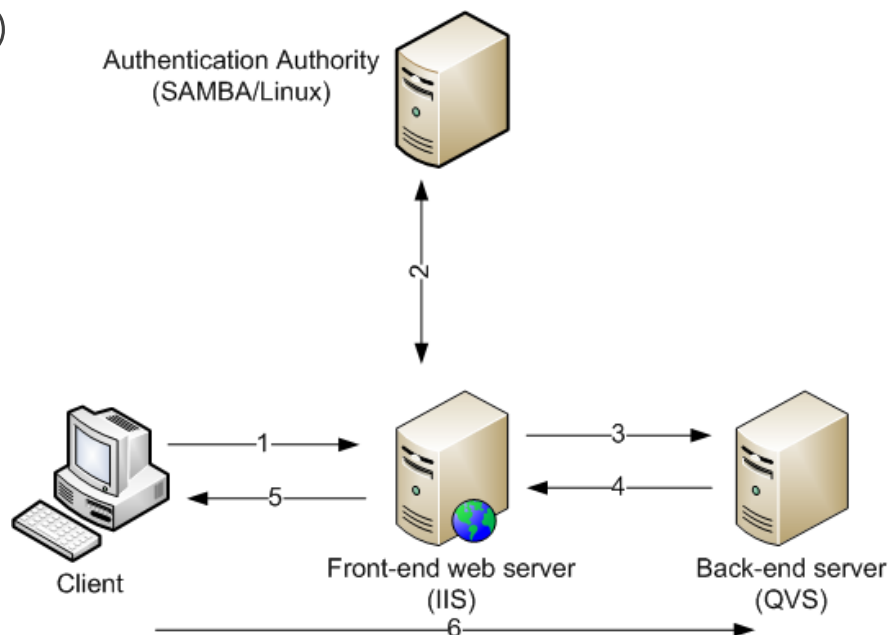 )
Authentication Authority
(SAMBA/Linux)
2
1
3
5
4
Client
Front-end web server
(IIS)
Back-end server
(QVS)
6